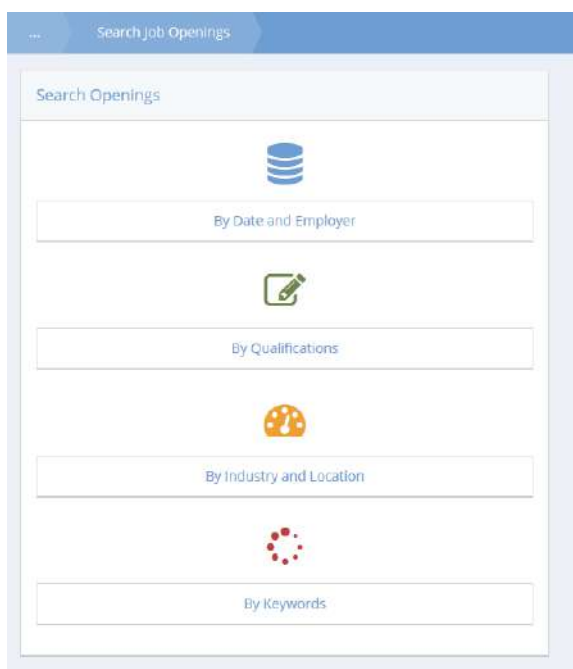 ...
Search Job Openings
Search Openings
By Date and Employer
By Qualifications
By Industry and Location
By Keywords